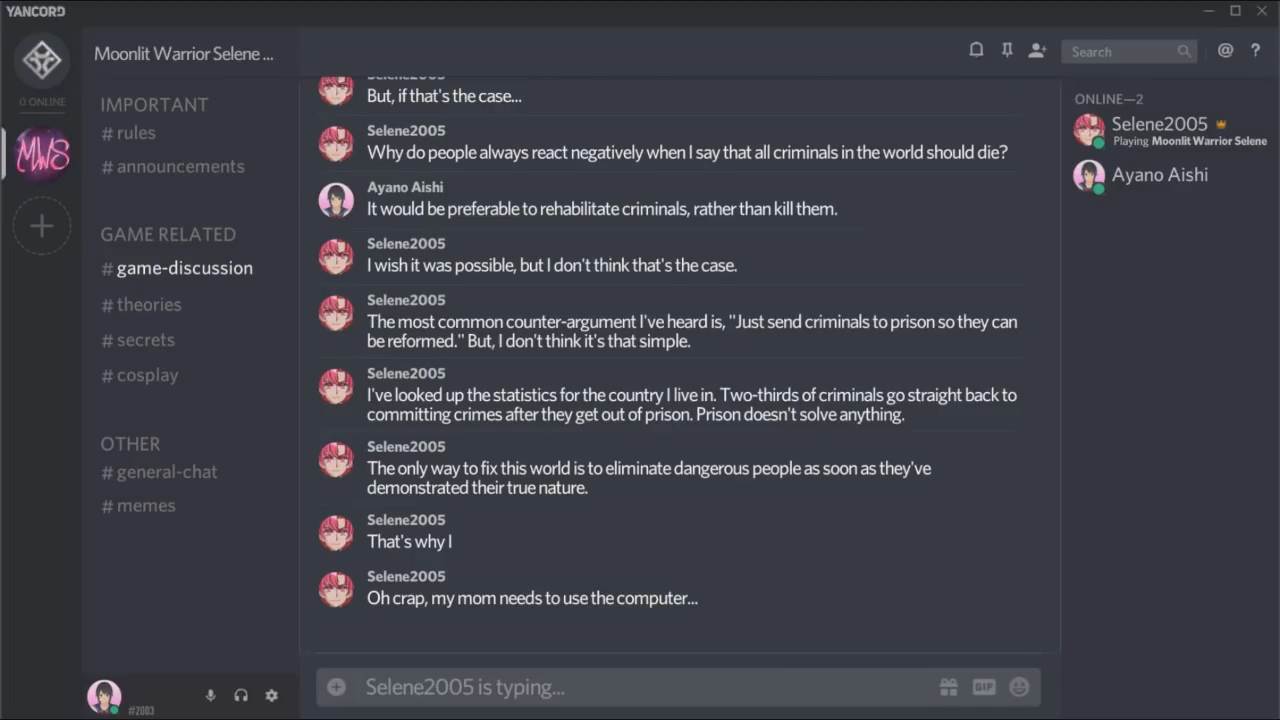 YANCORD
Moonlit Warrior Selene ...
Search
@
?
0 ONLINE
MWS
IMPORTANT
# rules
# announcements
GAME RELATED
# game-discussion
# theories
# secrets
# cosplay
OTHER
# general-chat
# memes
#2003
Selene2005
But, if that's the case...
Selene2005
Why do people always react negatively when I say that all criminals in the world should die?
Ayano Aishi
It would be preferable to rehabilitate criminals, rather than kill them.
Selene2005
I wish it was possible, but I don't think that's the case.
Selene2005
The most common counter-argument I've heard is, "Just send criminals to prison so they can
be reformed." But, I don't think it's that simple.
Selene2005
I've looked up the statistics for the country I live in. Two-thirds of criminals go straight back to
committing crimes after they get out of prison. Prison doesn't solve anything.
Selene2005
The only way to fix this world is to eliminate dangerous people as soon as they've
demonstrated their true nature.
Selene2005
That's why I
Selene2005
Oh crap, my mom needs to use the computer...
Selene2005 is typing...
GIF
ONLINE—2
Selene2005
Playing Moonlit Warrior Selene
Ayano Aishi